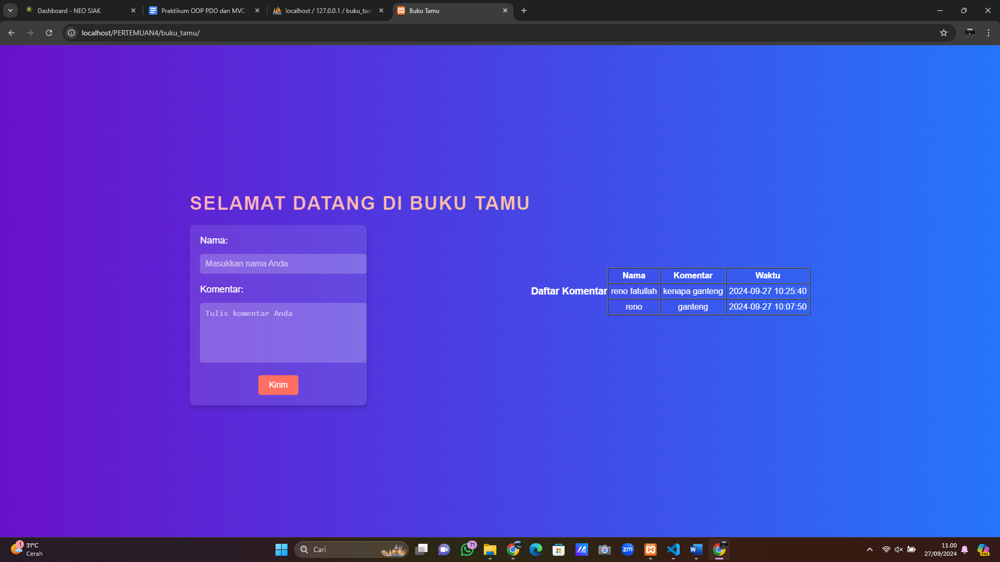 Dashboard - NEO SIAK
Praktikum OOP PDO dan MVC
localhost / 127.0.0.1 / buku_tam
Buku Tamu
localhost/PERTEMUAN4/buku_tamu/
SELAMAT DATANG DI BUKU TAMU
Nama:
Masukkan nama Anda
Komentar:
Tulis komentar Anda
Kirim
Daftar Komentar
Nama Komentar Waktu
reno fatullah kenapa ganteng 2024-09-27 10:25:40
reno ganteng 2024-09-27 10:07:50
1
31°C
Cerah
Cari
71
zm
W
PRE
11.00
27/09/2024